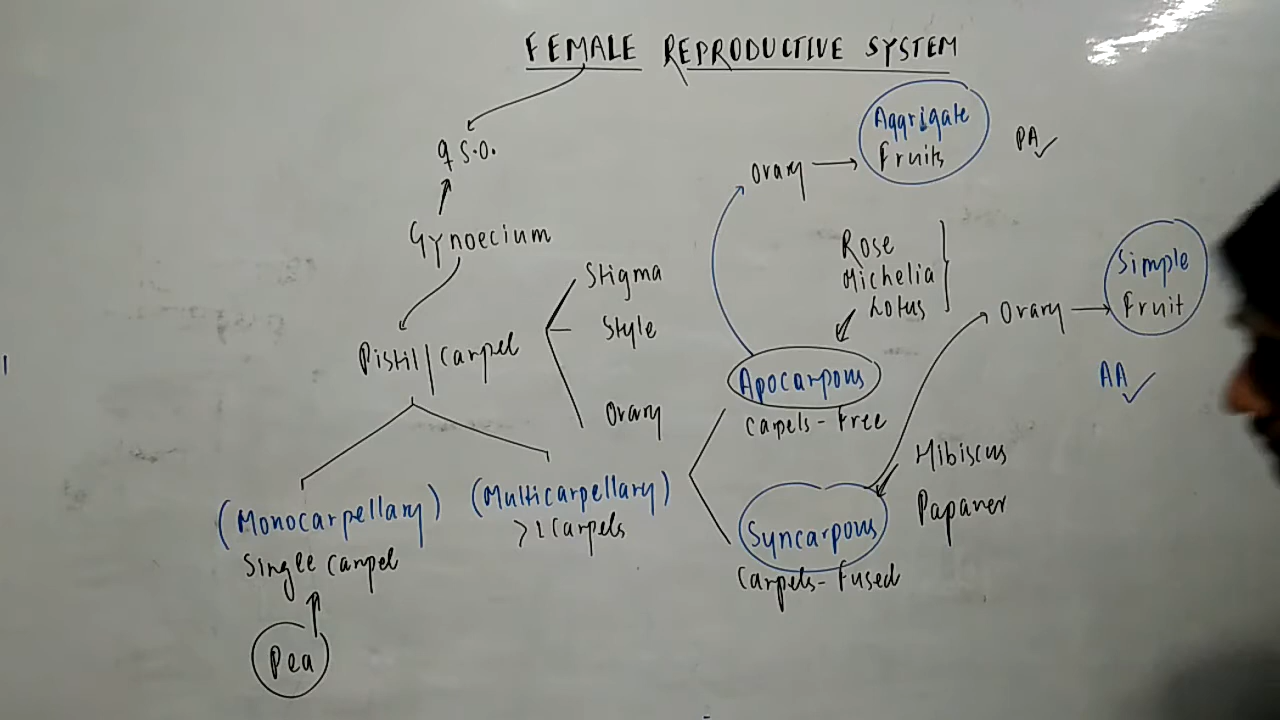 FEMALE REPRODUCTIVE SYSTEM
♀ S.O.
Gynoecium
Pistil/Carpel
Stigma
Style
Ovary
(Monocarpellary)
Single Carpel
Pea
(Multicarpellary)
>1 Carpels
Ovary → Aggrigate
Fruits
PA ✓
Rose
Michelia
Lotus
Apocarpous
Carpels - Free
Syncarpous
Carpels - Fused
Hibiscus
Papaver
Ovary → Simple
Fruit
AA ✓